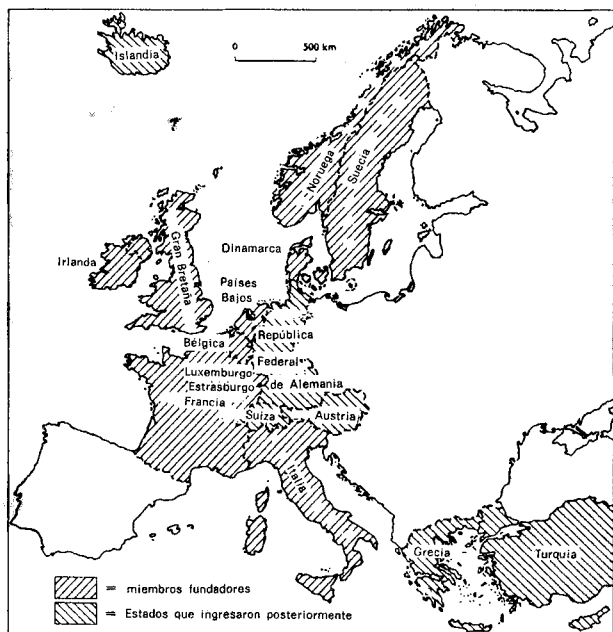 Islandia
0 500 km
Noruega
Suecia
Dinamarca
Irlanda
Gran Bretaña
Países
Bajos
Bélgica
República
Federal
de Alemania
Luxemburgo
Estrasburgo
Francia
Suiza
Austria
Italia
Grecia
Turquía
= miembros fundadores
= Estados que ingresaron posteriormente